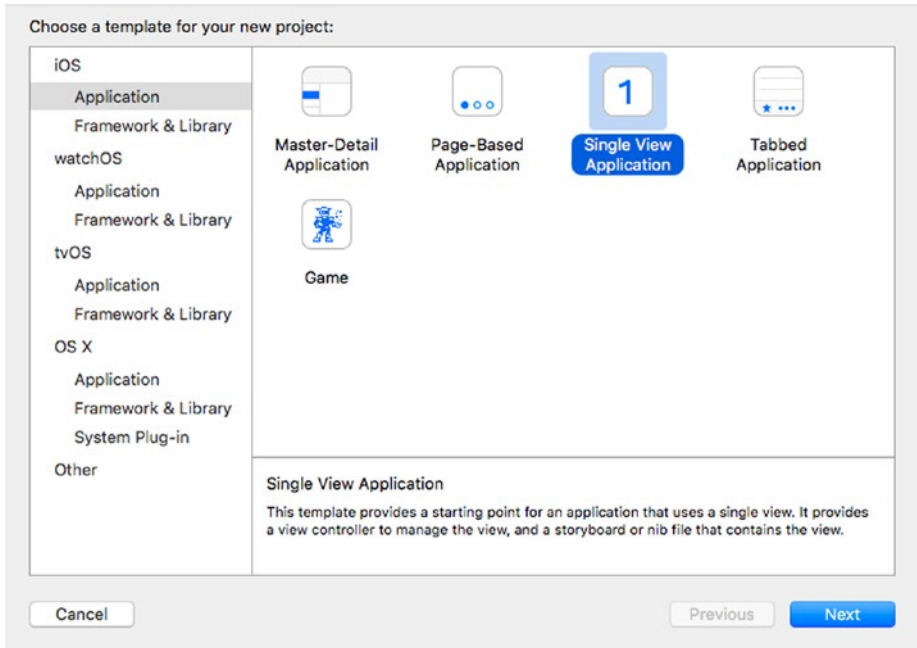 Choose a template for your new project:
iOS
Application
Framework & Library
watchOS
Application
Framework & Library
tvOS
Application
Framework & Library
OS X
Application
Framework & Library
System Plug-in
Other
Master-Detail
Application
Page-Based
Application
1
Single View
Application
Tabbed
Application
Game
Single View Application
This template provides a starting point for an application that uses a single view. It provides
a view controller to manage the view, and a storyboard or nib file that contains the view.
Cancel
Previous
Next